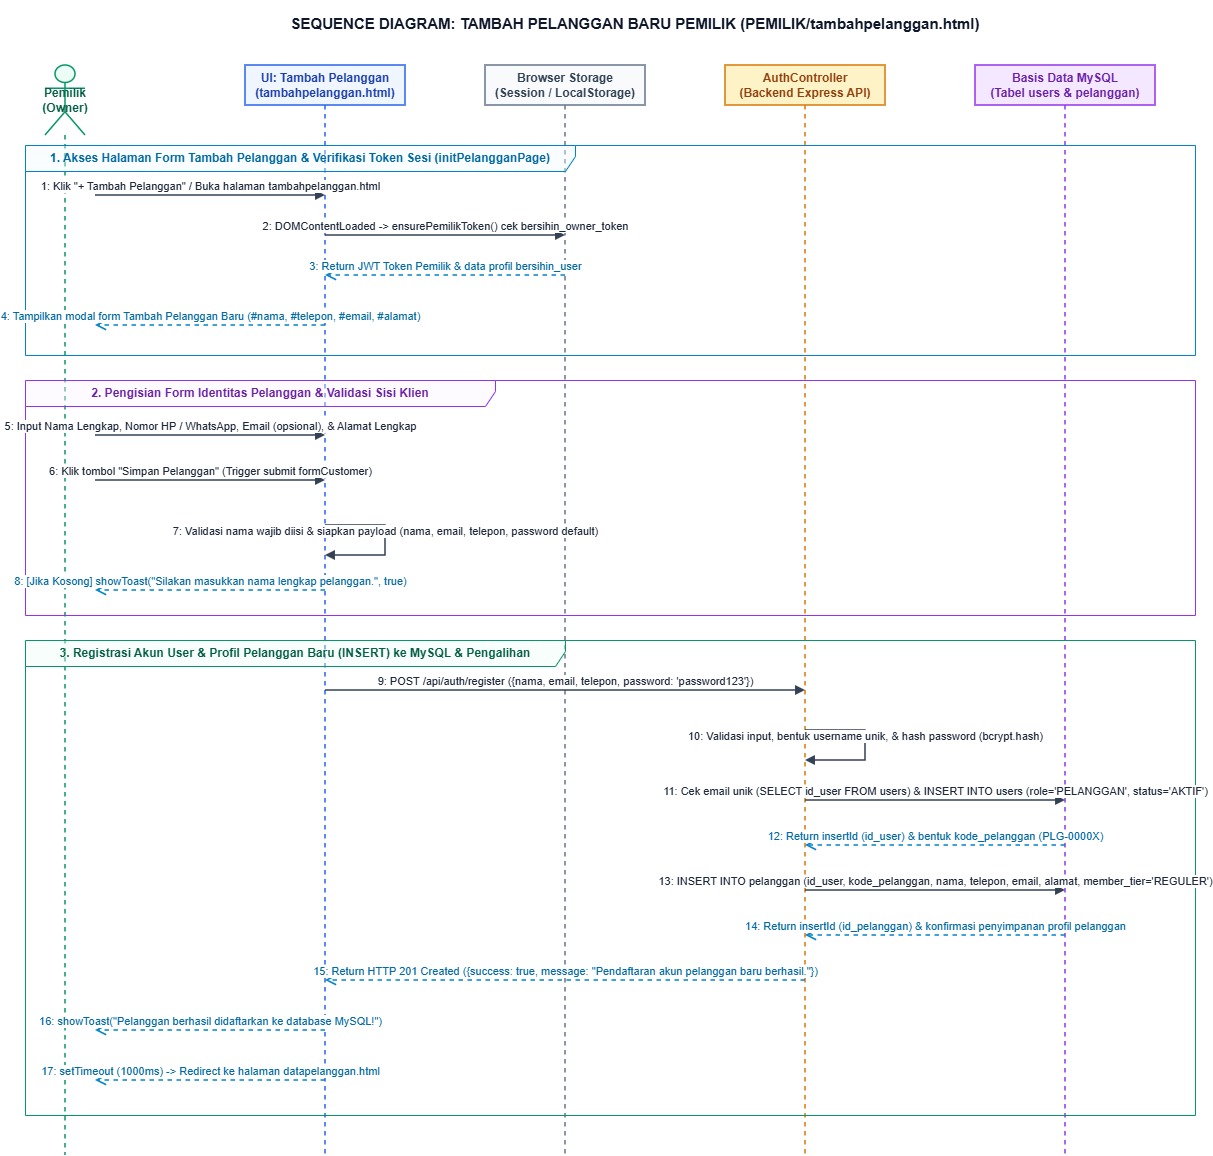 SEQUENCE DIAGRAM: TAMBAH PELANGGAN BARU PEMILIK (PEMILIK/tambahpelanggan.html)
Pemilik
(Owner)
UI: Tambah Pelanggan
(tambahpelanggan.html)
Browser Storage
(Session / LocalStorage)
AuthController
(Backend Express API)
Basis Data MySQL
(Tabel users & pelanggan)
1. Akses Halaman Form Tambah Pelanggan & Verifikasi Token Sesi (initPelangganPage)
1: Klik "+ Tambah Pelanggan" / Buka halaman tambahpelanggan.html
2: DOMContentLoaded -> ensurePemilikToken() cek bersihin_owner_token
3: Return JWT Token Pemilik & data profil bersihin_user
4: Tampilkan modal form Tambah Pelanggan Baru (#nama, #telepon, #email, #alamat)
2. Pengisian Form Identitas Pelanggan & Validasi Sisi Klien
5: Input Nama Lengkap, Nomor HP / WhatsApp, Email (opsional), & Alamat Lengkap
6: Klik tombol "Simpan Pelanggan" (Trigger submit formCustomer)
7: Validasi nama wajib diisi & siapkan payload (nama, email, telepon, password default)
8: [Jika Kosong] showToast("Silakan masukkan nama lengkap pelanggan.", true)
3. Registrasi Akun User & Profil Pelanggan Baru (INSERT) ke MySQL & Pengalihan
9: POST /api/auth/register ({nama, email, telepon, password: 'password123'})
10: Validasi input, bentuk username unik, & hash password (bcrypt.hash)
11: Cek email unik (SELECT id_user FROM users) & INSERT INTO users (role='PELANGGAN', status='AKTIF')
12: Return insertId (id_user) & bentuk kode_pelanggan (PLG-0000X)
13: INSERT INTO pelanggan (id_user, kode_pelanggan, nama, telepon, email, alamat, member_tier='REGULER')
14: Return insertId (id_pelanggan) & konfirmasi penyimpanan profil pelanggan
15: Return HTTP 201 Created ({success: true, message: "Pendaftaran akun pelanggan baru berhasil."})
16: showToast("Pelanggan berhasil didaftarkan ke database MySQL!")
17: setTimeout (1000ms) -> Redirect ke halaman datapelanggan.html